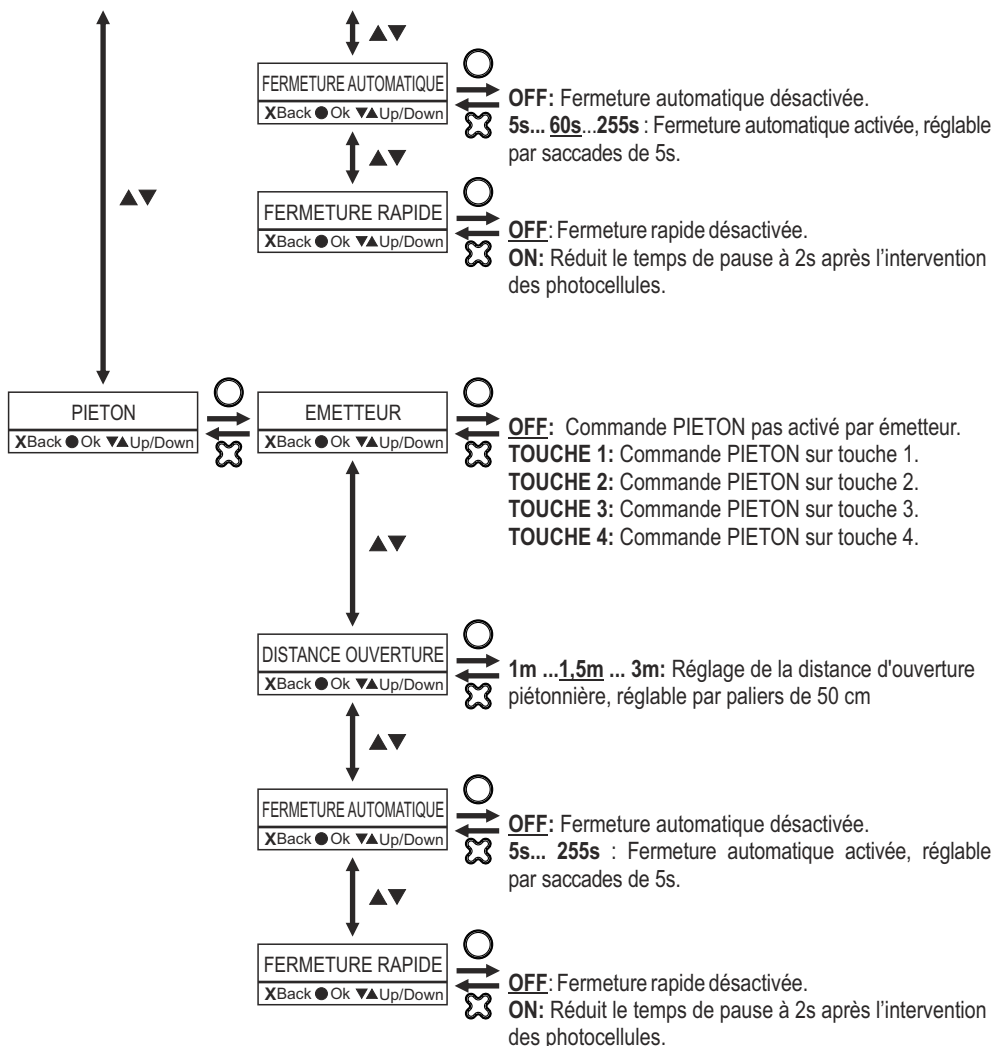 ▲▼
FERMETURE AUTOMATIQUE
XBack ● Ok ▼▲Up/Down
OFF: Fermeture automatique désactivée.
5s... 60s...255s : Fermeture automatique activée, réglable
par saccades de 5s.
▲▼
▲▼
FERMETURE RAPIDE
XBack ● Ok ▼▲Up/Down
OFF: Fermeture rapide désactivée.
ON: Réduit le temps de pause à 2s après l'intervention
des photocellules.
PIETON
XBack ● Ok ▼▲Up/Down
EMETTEUR
XBack ● Ok ▼▲Up/Down
OFF: Commande PIETON pas activé par émetteur.
TOUCHE 1: Commande PIETON sur touche 1.
TOUCHE 2: Commande PIETON sur touche 2.
TOUCHE 3: Commande PIETON sur touche 3.
TOUCHE 4: Commande PIETON sur touche 4.
▲▼
DISTANCE OUVERTURE
XBack ● Ok ▼▲Up/Down
1m ...1,5m ... 3m: Réglage de la distance d'ouverture
piétonnière, réglable par paliers de 50 cm
▲▼
FERMETURE AUTOMATIQUE
XBack ● Ok ▼▲Up/Down
OFF: Fermeture automatique désactivée.
5s... 255s : Fermeture automatique activée, réglable
par saccades de 5s.
▲▼
FERMETURE RAPIDE
XBack ● Ok ▼▲Up/Down
OFF: Fermeture rapide désactivée.
ON: Réduit le temps de pause à 2s après l'intervention
des photocellules.